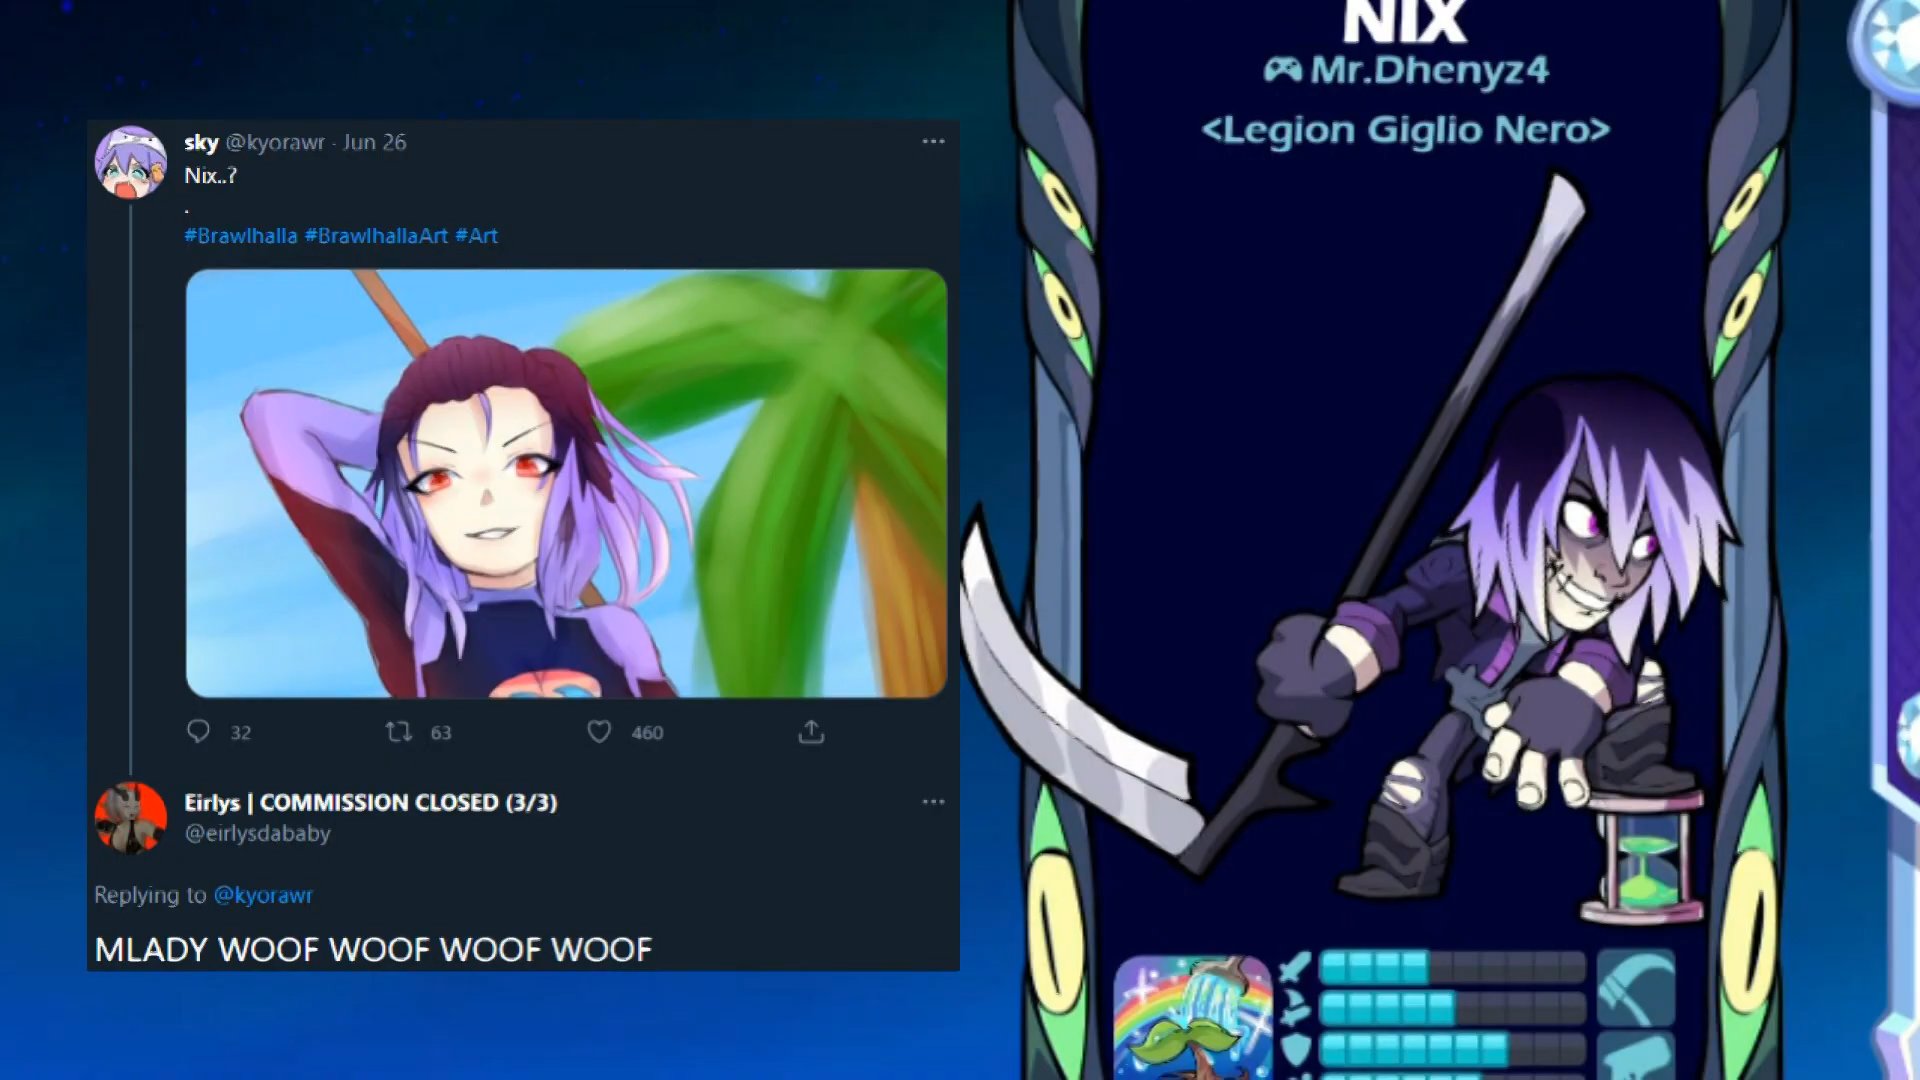 sky @kyorawr · Jun 26
Nix..?
.
#Brawlhalla #BrawlhallaArt #Art
32
63
460
Eirlys | COMMISSION CLOSED (3/3)
@eirlysdababy
Replying to @kyorawr
MLADY WOOF WOOF WOOF WOOF
NIX
Mr.Dhenyz4
<Legion Giglio Nero>